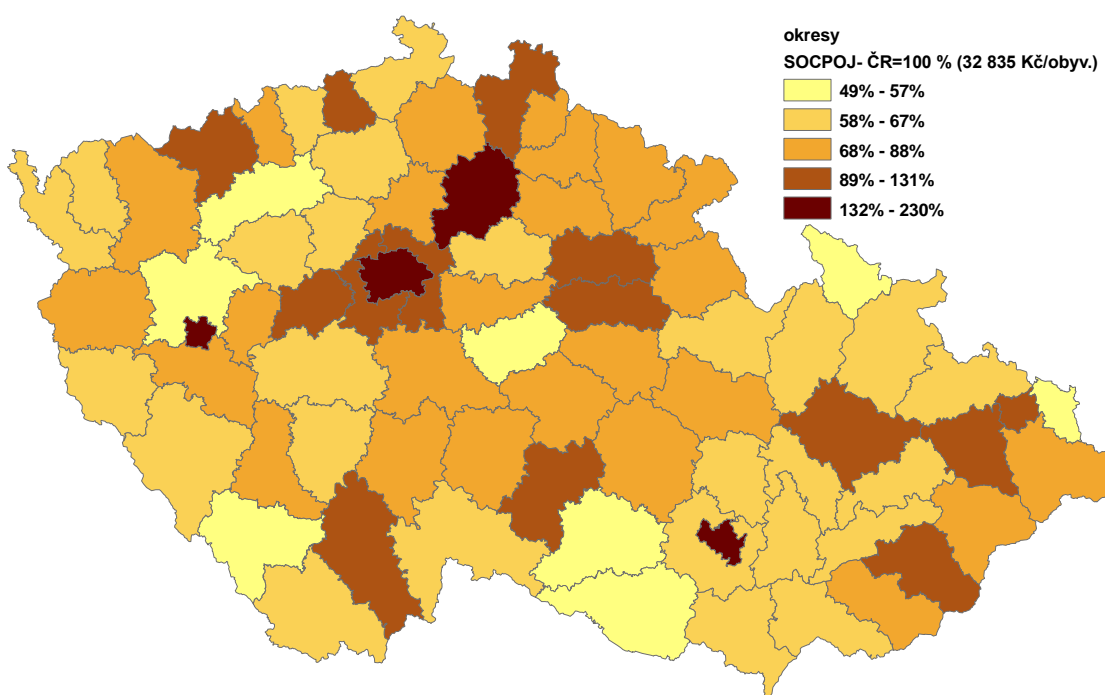 okresy
SOCPOJ- ČR=100 % (32 835 Kč/obyv.)
49% - 57%
58% - 67%
68% - 88%
89% - 131%
132% - 230%